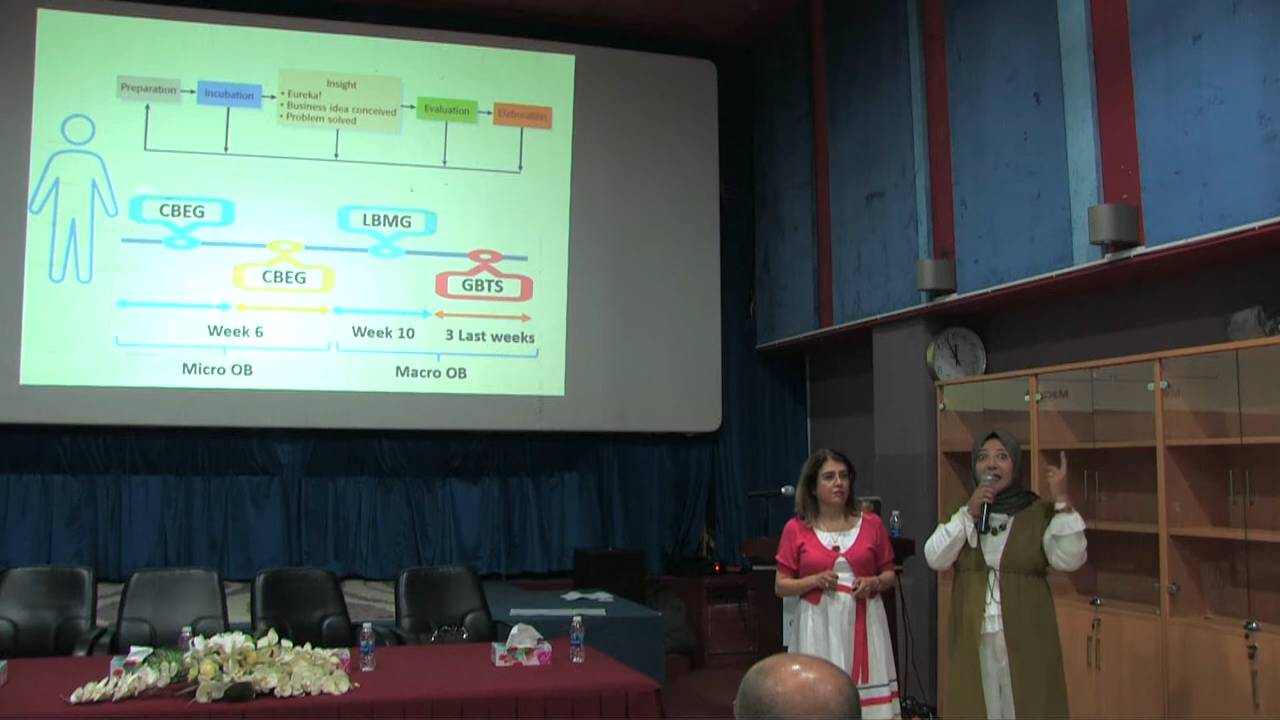 Preparation
Incubation
Insight
• Eureka!
• Business idea conceived
• Problem solved
Evaluation
Elaboration
CBEG
LBMG
CBEG
GBTS
Week 6
Week 10
3 Last weeks
Micro OB
Macro OB